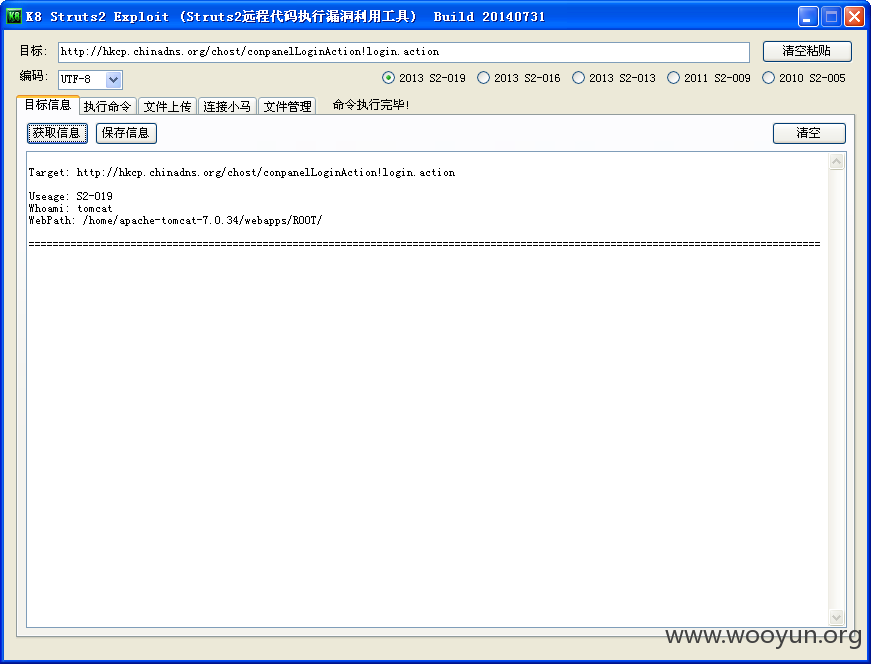 K8 Struts2 Exploit (Struts2远程代码执行漏洞利用工具) Build 20140731
目标: http://hkcp.chinadns.org/chost/conpanelLoginAction!login.action 清空粘贴
编码: UTF-8 2013 S2-019 2013 S2-016 2013 S2-013 2011 S2-009 2010 S2-005
目标信息 执行命令 文件上传 连接小马 文件管理 命令执行完毕!
获取信息 保存信息 清空
Target: http://hkcp.chinadns.org/chost/conpanelLoginAction!login.action
Useage: S2-019
Whoami: tomcat
WebPath: /home/apache-tomcat-7.0.34/webapps/ROOT/
====================================================================================================================================
www.wooyun.org